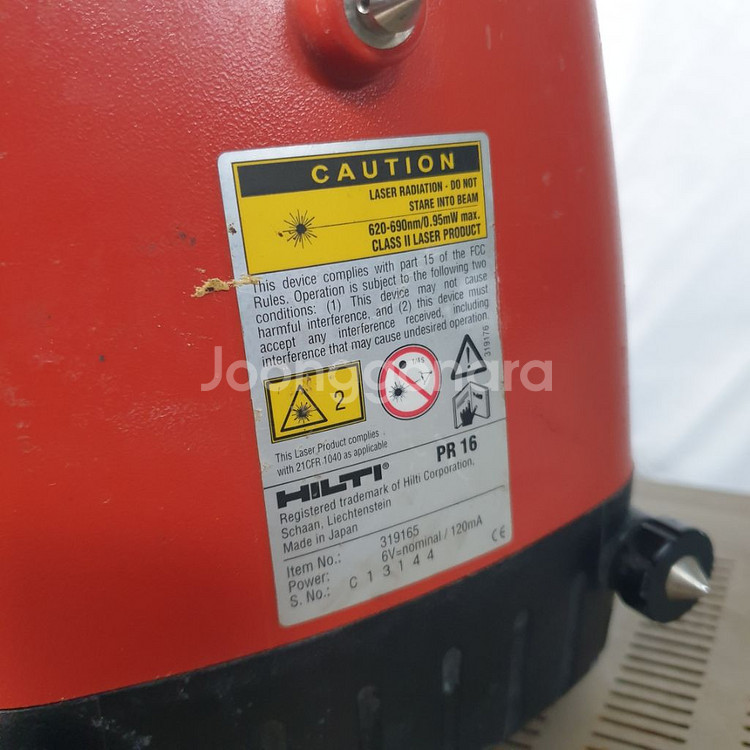 CAUTION
LASER RADIATION - DO NOT
STARE INTO BEAM
620-690nm/0.95mW max.
CLASS II LASER PRODUCT
This device complies with part 15 of the FCC
Rules. Operation is subject to the following two
conditions: (1) This device may not cause
harmful interference, and (2) this device must
accept any interference received, including
interference that may cause undesired operation.
319176
Joonggonara
2
This Laser Product complies
with 21CFR 1040 as applicable
PR 16
HILTI®
Registered trademark of Hilti Corporation,
Schaan, Liechtenstein
Made in Japan
Item No.: 319165
Power: 6V=nominal / 120mA
S. No.: C13144
CE